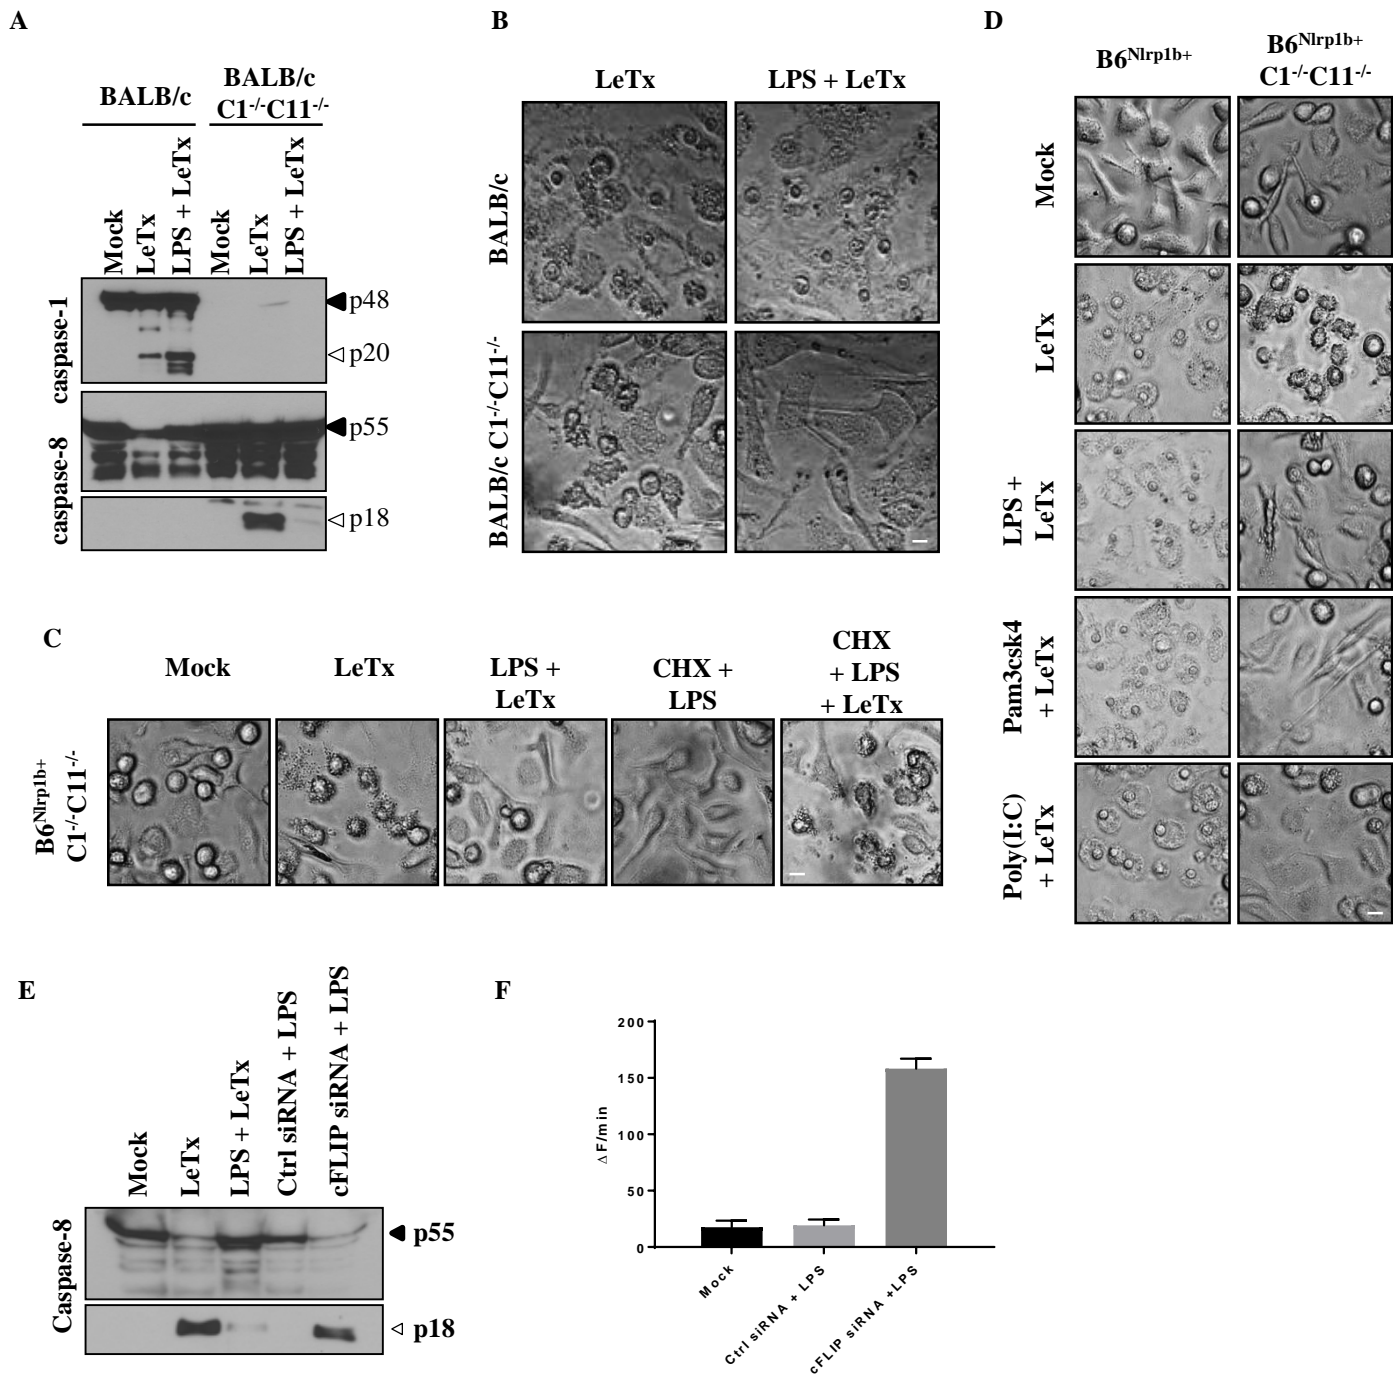 A
BALB/c
BALB/c
C1-/-C11-/-
Mock
LeTx
LPS + LeTx
Mock
LeTx
LPS + LeTx
caspase-1
p48
p20
caspase-8
p55
p18
B
LeTx
LPS + LeTx
BALB/c
BALB/c C1-/-C11-/-
C
Mock
LeTx
LPS +
LeTx
CHX +
LPS
CHX
+ LPS
+ LeTx
B6Nlrp1b+
C1-/-C11-/-
D
B6Nlrp1b+
B6Nlrp1b+
C1-/-C11-/-
Mock
LeTx
LPS +
LeTx
Pam3csk4
+ LeTx
Poly(I:C)
+ LeTx
E
Mock
LeTx
LPS + LeTx
Ctrl siRNA + LPS
cFLIP siRNA + LPS
Caspase-8
p55
p18
F
Δ F/min
200
150
100
50
0
Mock
Ctrl siRNA + LPS
cFLIP siRNA +LPS